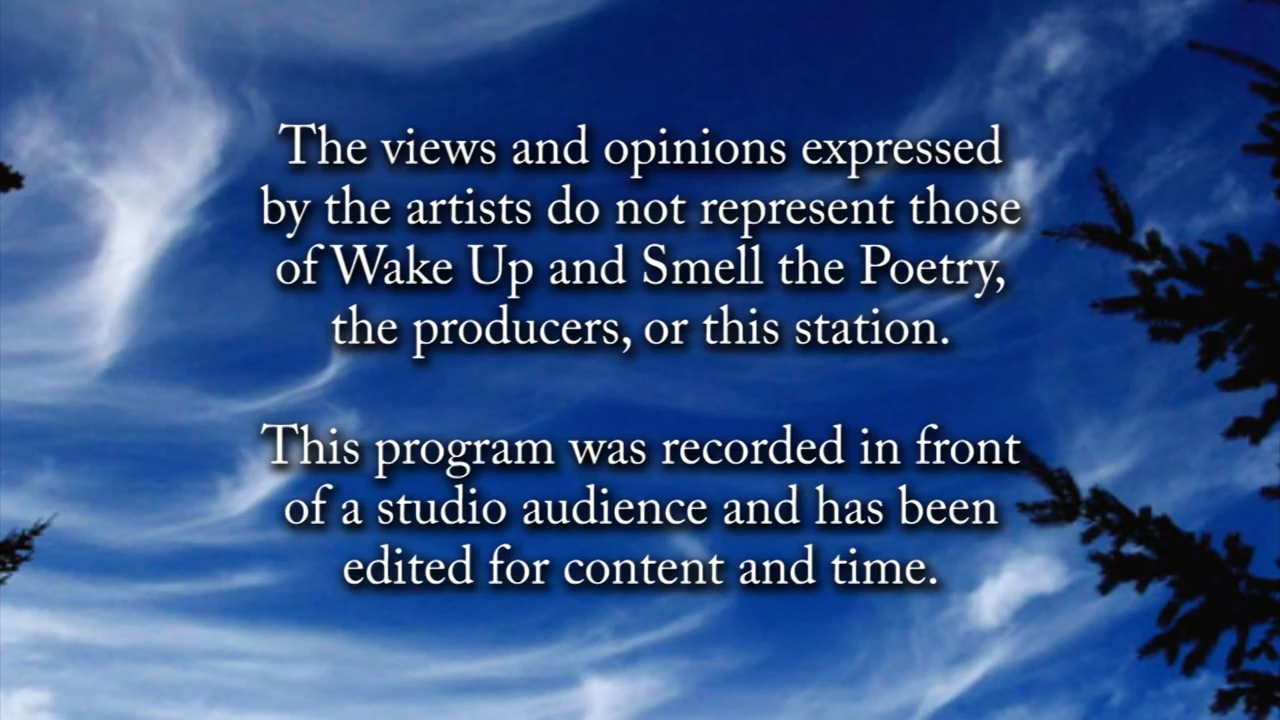 The views and opinions expressed
by the artists do not represent those
of Wake Up and Smell the Poetry,
the producers, or this station.
This program was recorded in front
of a studio audience and has been
edited for content and time.